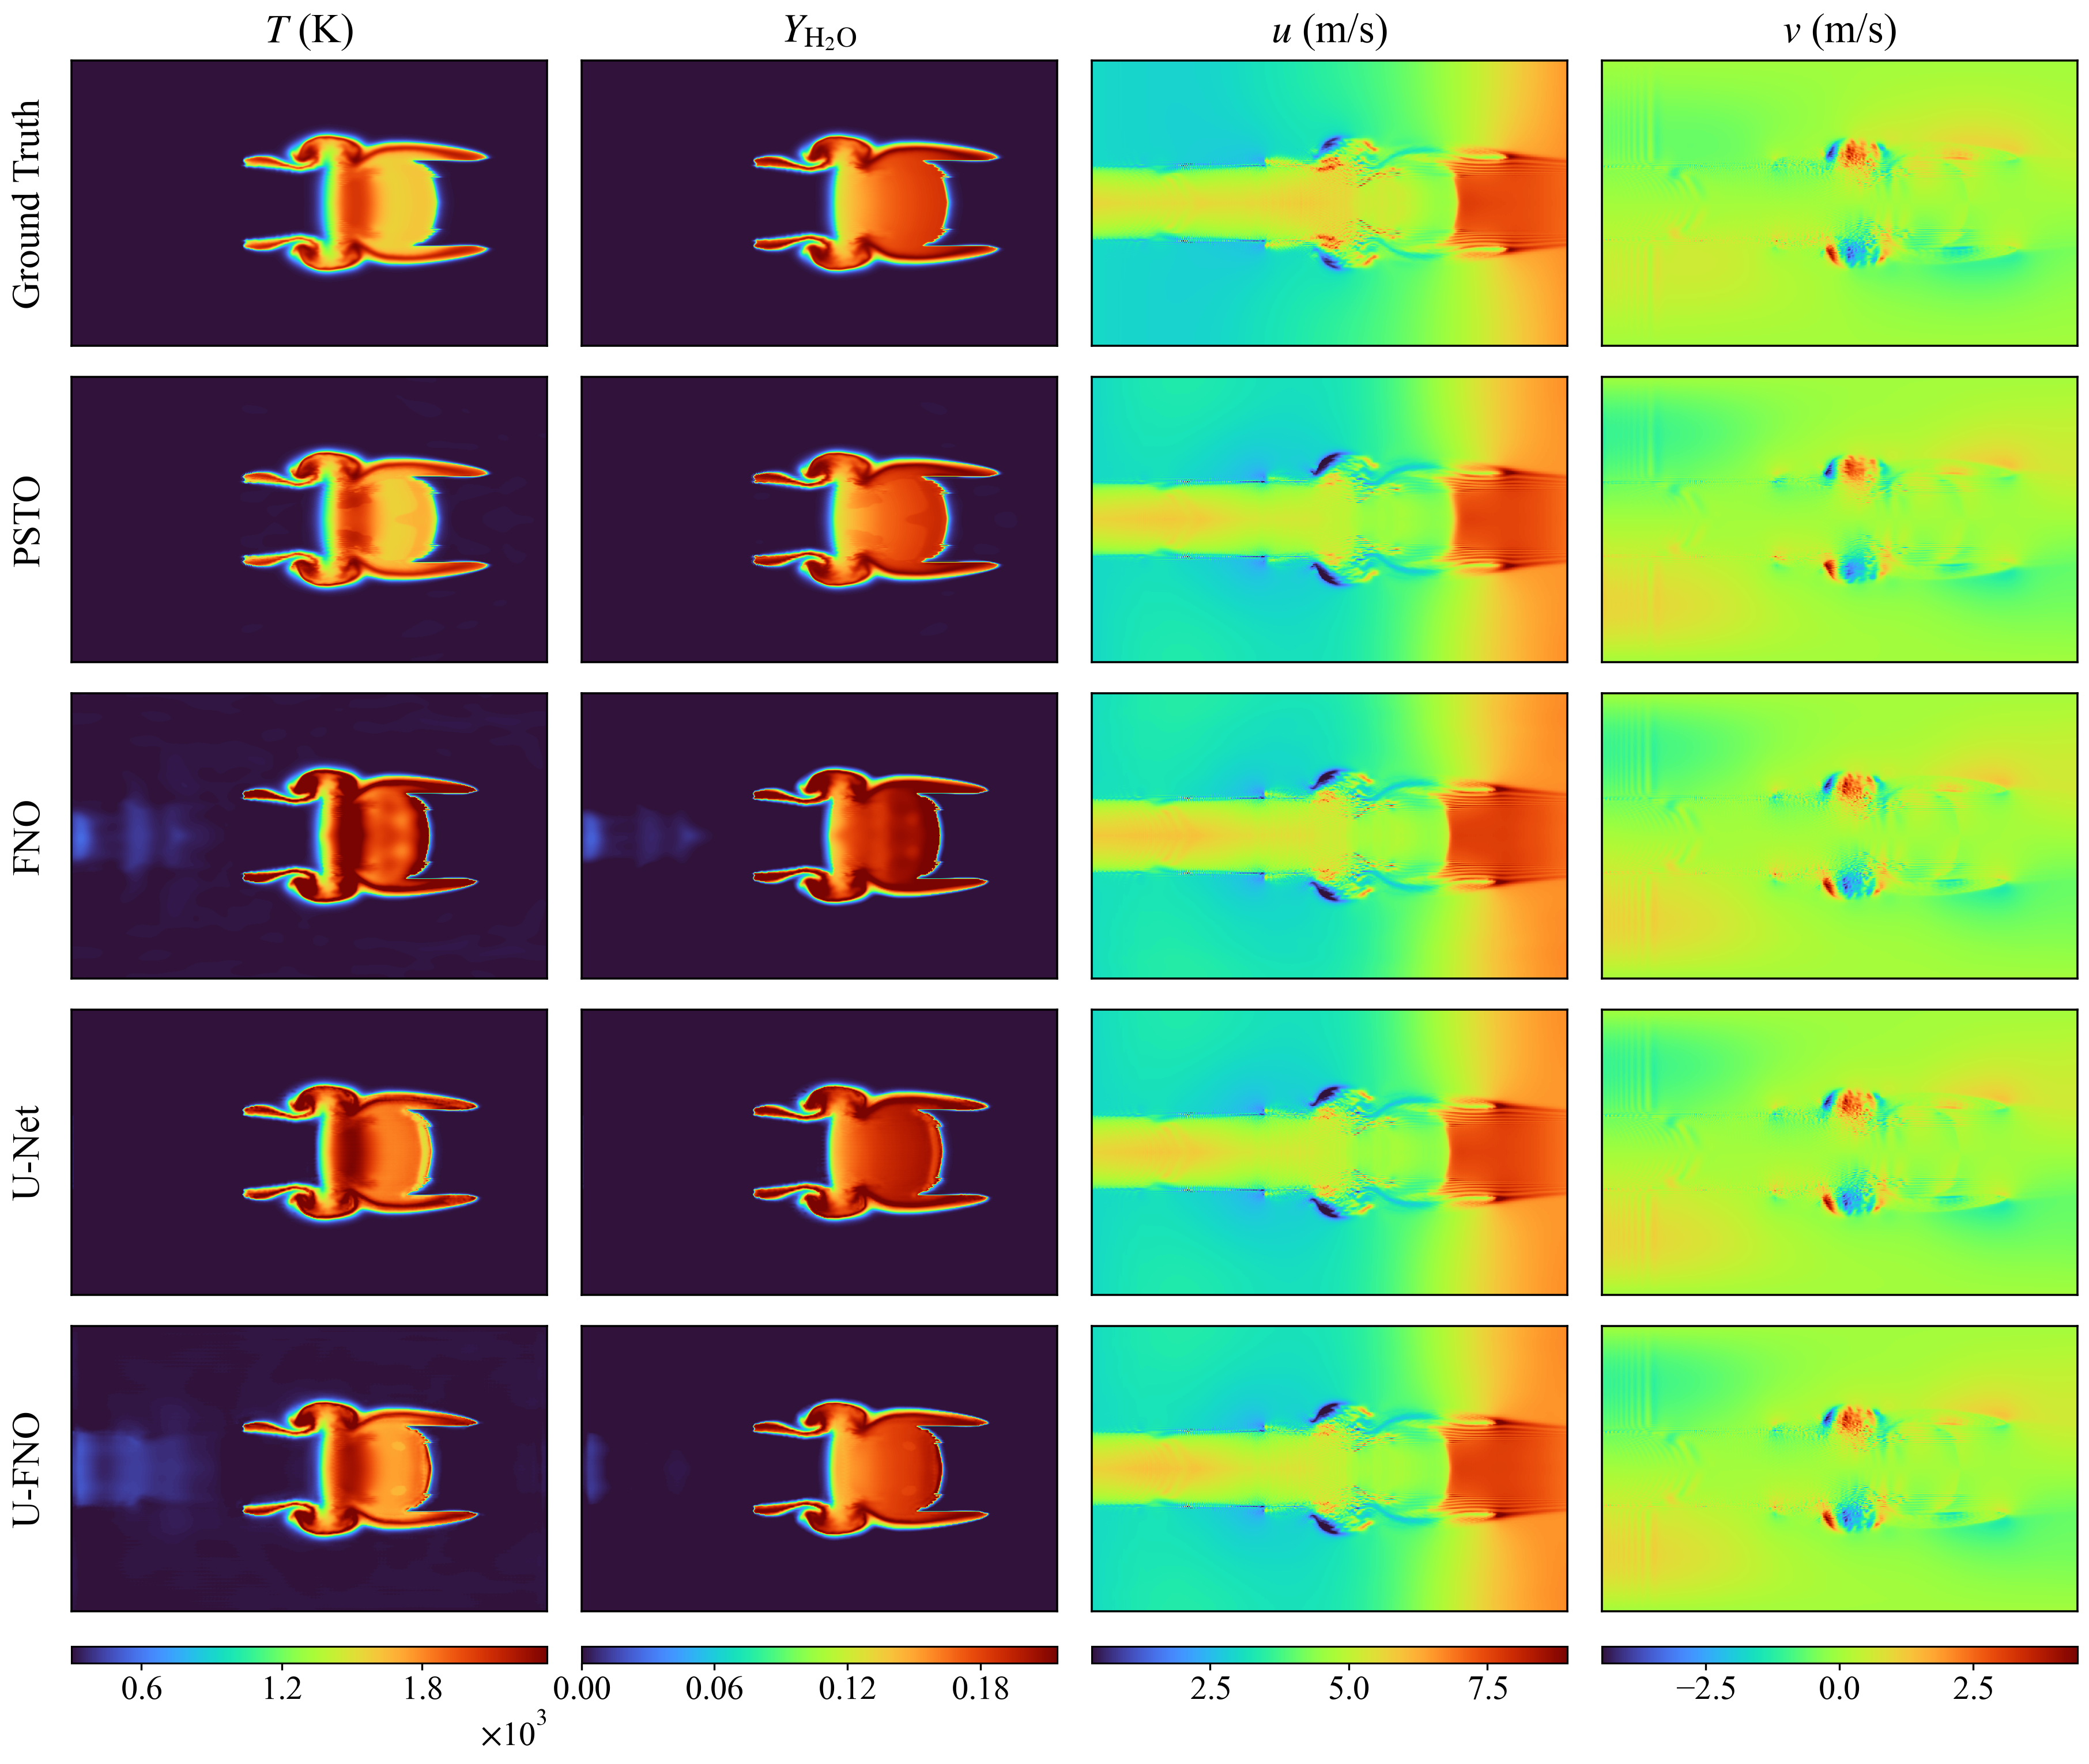 T (K) Y_H₂O u (m/s) v (m/s)
Ground Truth
PSTO
FNO
U-Net
U-FNO
0.6 1.2 1.8 0.00 0.06 0.12 0.18 2.5 5.0 7.5 −2.5 0.0 2.5
×10³